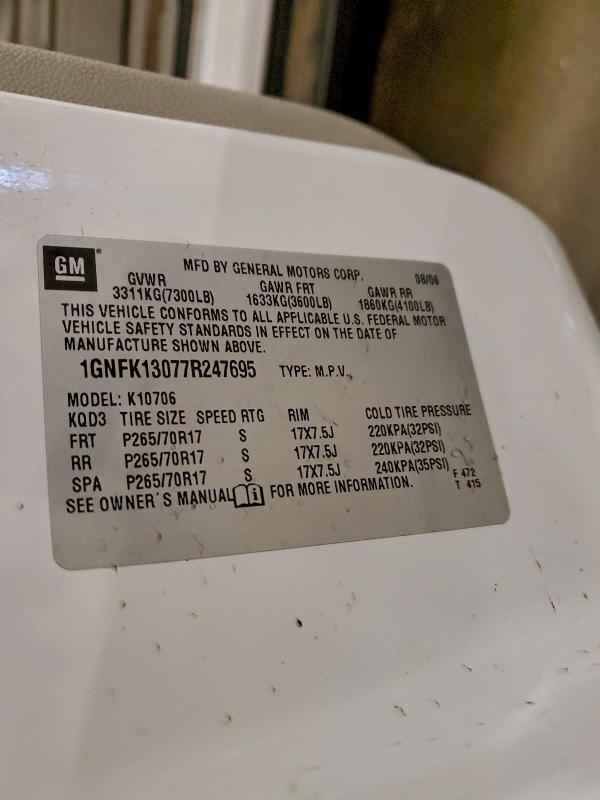 GM
MFD BY GENERAL MOTORS CORP. 08/06
GVWR GAWR FRT GAWR RR
3311KG(7300LB) 1633KG(3600LB) 1860KG(4100LB)
THIS VEHICLE CONFORMS TO ALL APPLICABLE U.S. FEDERAL MOTOR
VEHICLE SAFETY STANDARDS IN EFFECT ON THE DATE OF
MANUFACTURE SHOWN ABOVE.
1GNFK13077R247695 TYPE: M.P.V.
MODEL: K10706
KQD3 TIRE SIZE SPEED RTG RIM COLD TIRE PRESSURE
FRT P265/70R17 S 17X7.5J 220KPA(32PSI)
RR P265/70R17 S 17X7.5J 220KPA(32PSI)
SPA P265/70R17 S 17X7.5J 240KPA(35PSI)
SEE OWNER'S MANUAL FOR MORE INFORMATION.
F 472
T 415